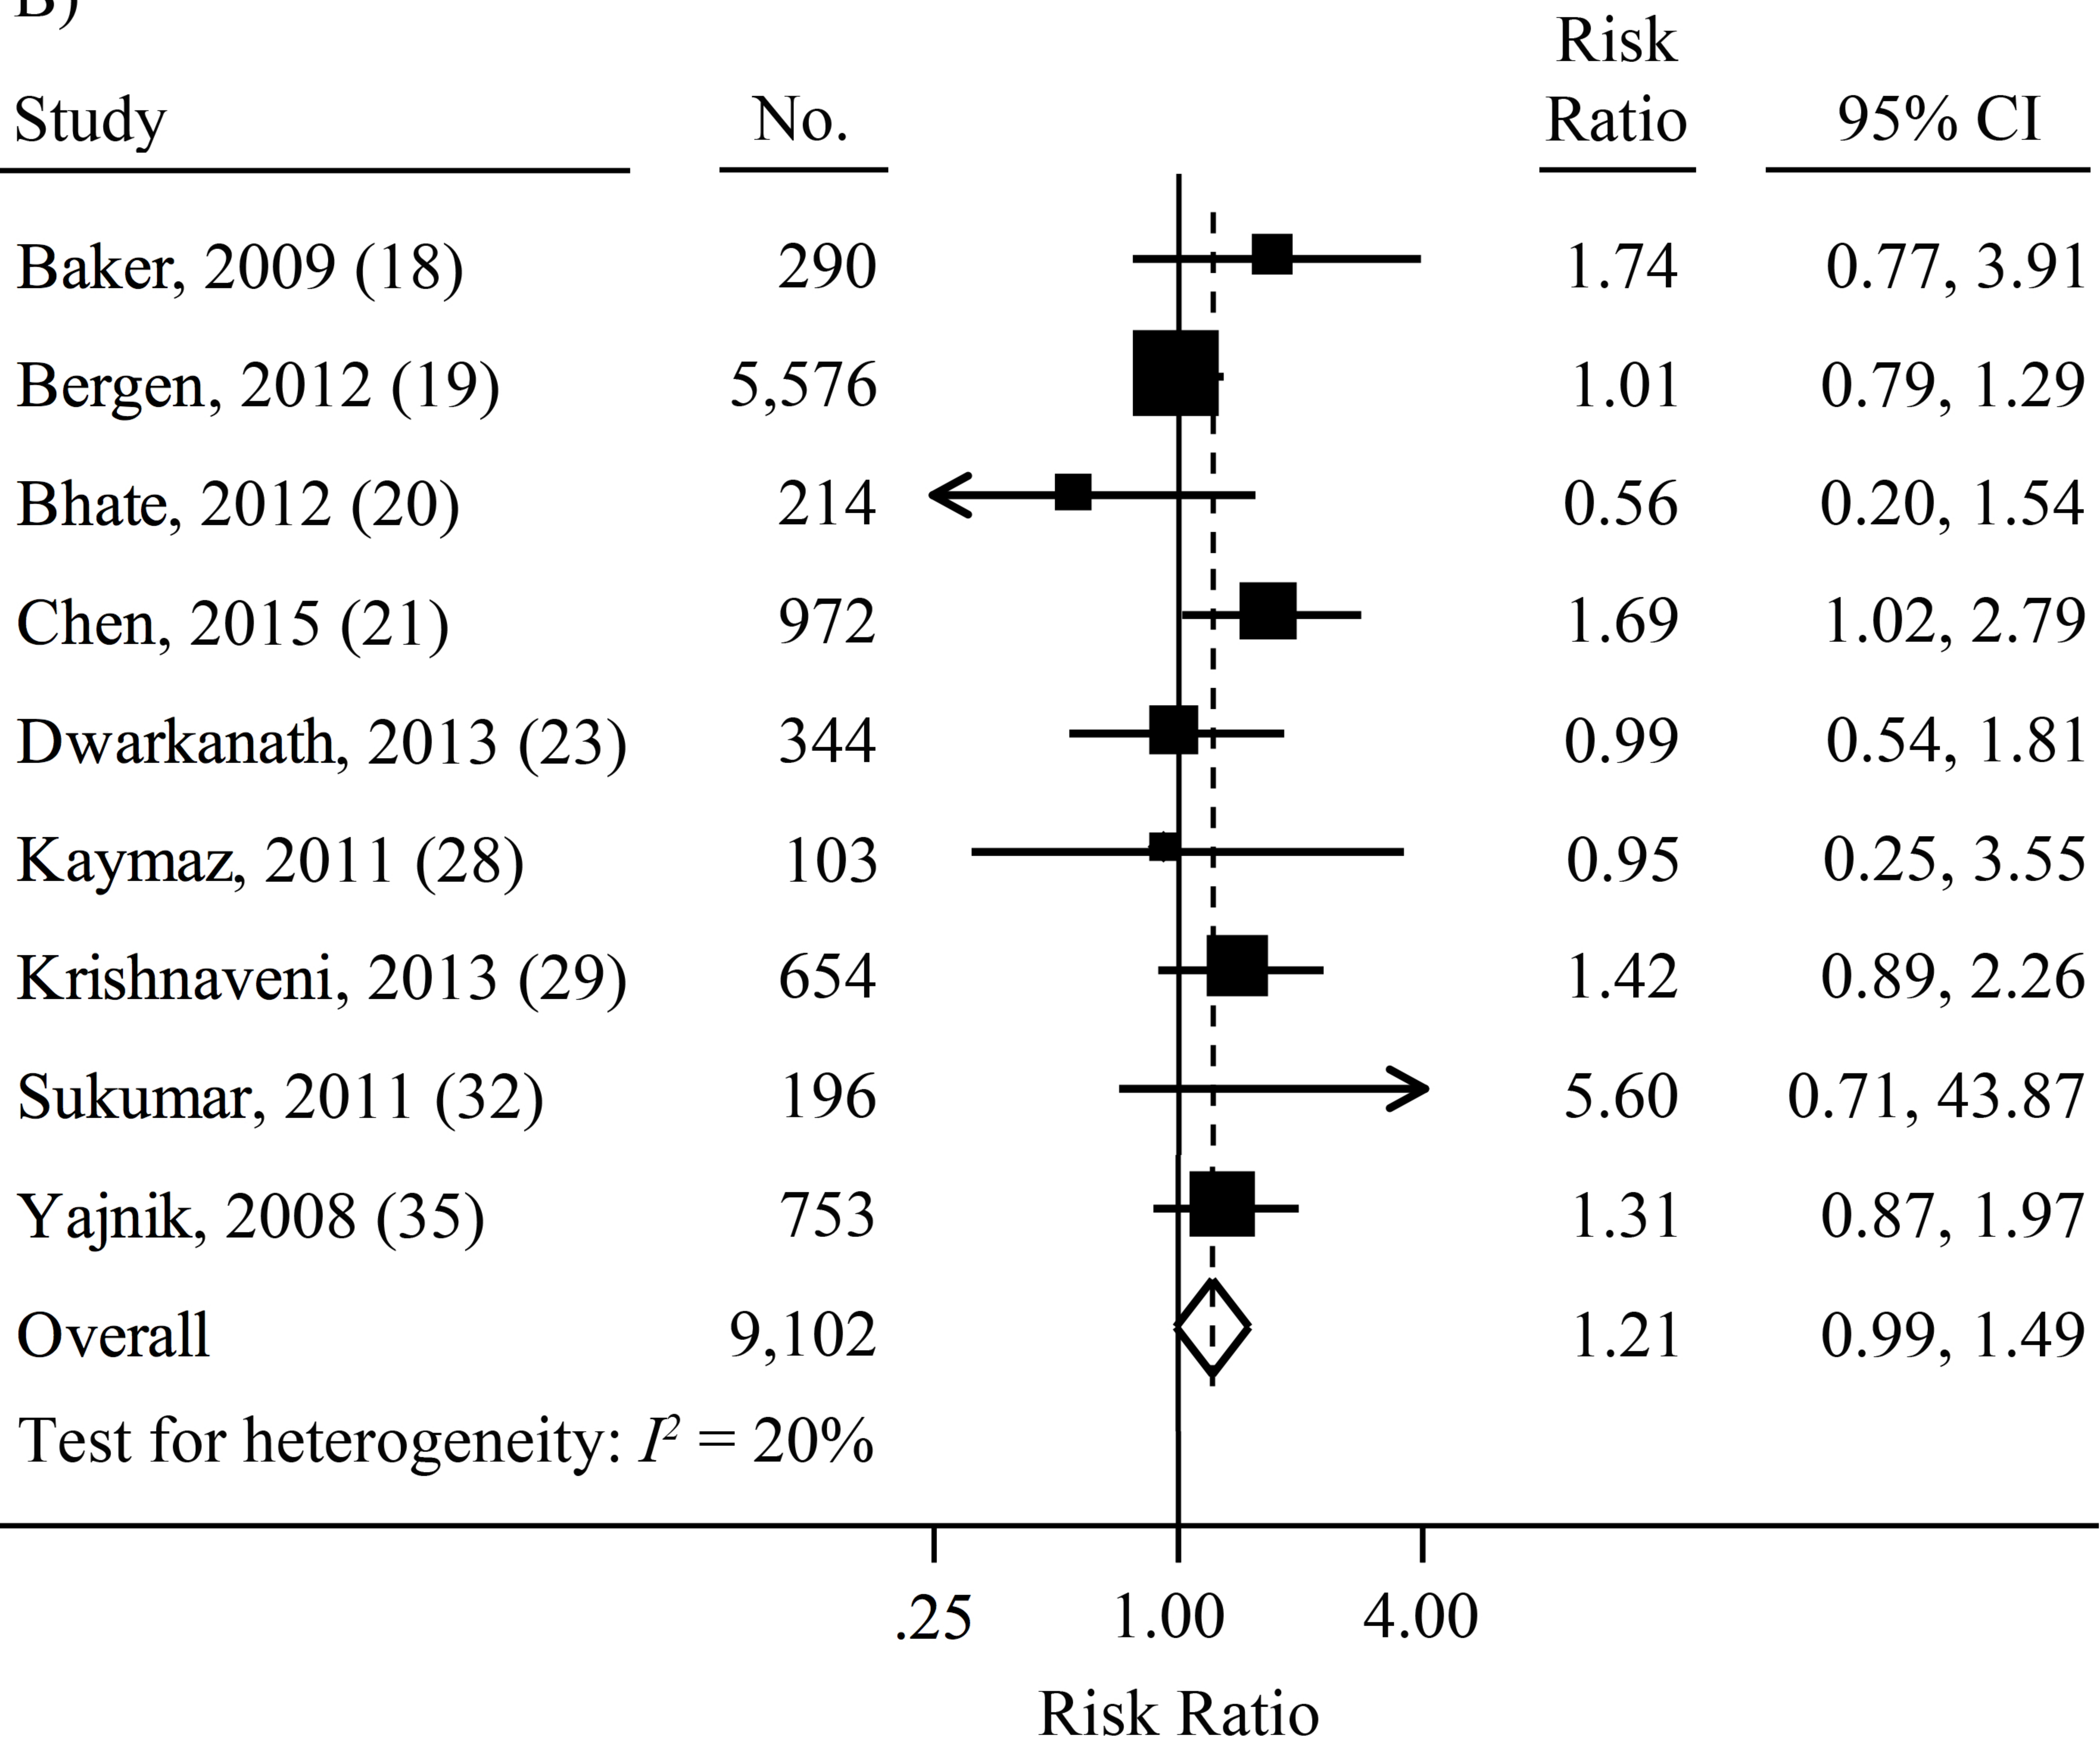 B)
Study No. Risk Ratio 95% CI
Baker, 2009 (18) 290 1.74 0.77, 3.91
Bergen, 2012 (19) 5,576 1.01 0.79, 1.29
Bhate, 2012 (20) 214 0.56 0.20, 1.54
Chen, 2015 (21) 972 1.69 1.02, 2.79
Dwarkanath, 2013 (23) 344 0.99 0.54, 1.81
Kaymaz, 2011 (28) 103 0.95 0.25, 3.55
Krishnaveni, 2013 (29) 654 1.42 0.89, 2.26
Sukumar, 2011 (32) 196 5.60 0.71, 43.87
Yajnik, 2008 (35) 753 1.31 0.87, 1.97
Overall 9,102 1.21 0.99, 1.49
Test for heterogeneity: I² = 20%
.25 1.00 4.00
Risk Ratio